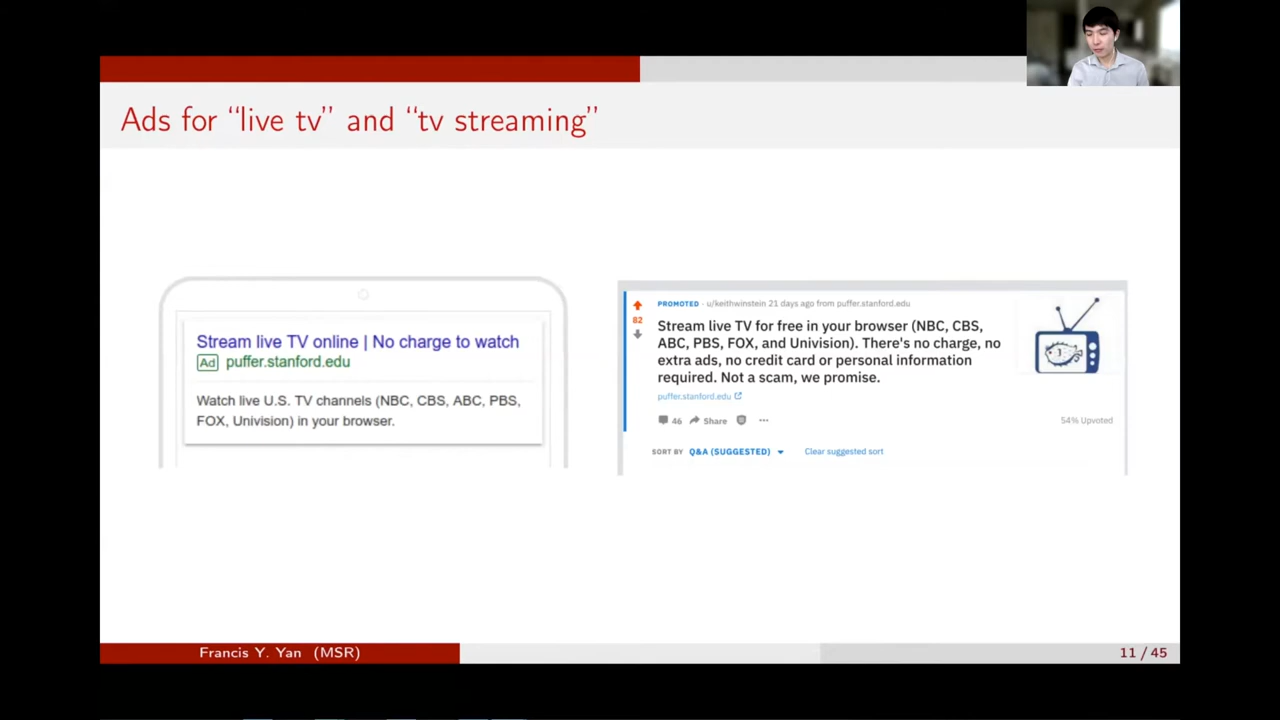 Ads for “live tv” and “tv streaming”
Stream live TV online | No charge to watch
Ad puffer.stanford.edu
Watch live U.S. TV channels (NBC, CBS, ABC, PBS,
FOX, Univision) in your browser.
PROMOTED · u/keithwinstein 21 days ago from puffer.stanford.edu
82
Stream live TV for free in your browser (NBC, CBS,
ABC, PBS, FOX, and Univision). There's no charge, no
extra ads, no credit card or personal information
required. Not a scam, we promise.
puffer.stanford.edu
46 Share ··· 54% Upvoted
SORT BY Q&A (SUGGESTED) Clear suggested sort
Francis Y. Yan (MSR) 11 / 45